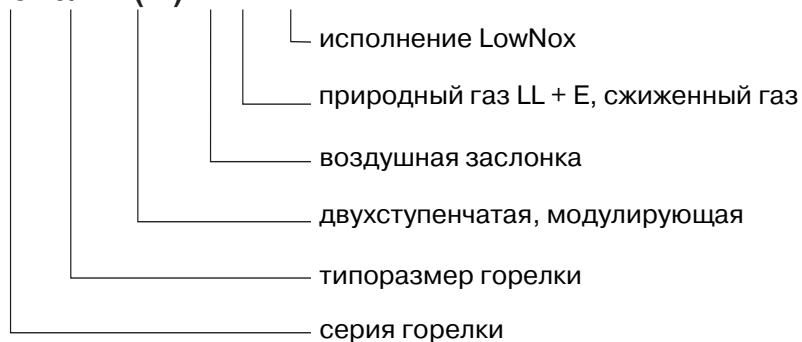 исполнение LowNox
природный газ LL + E, сжиженный газ
воздушная заслонка
двухступенчатая, модулирующая
типоразмер горелки
серия горелки